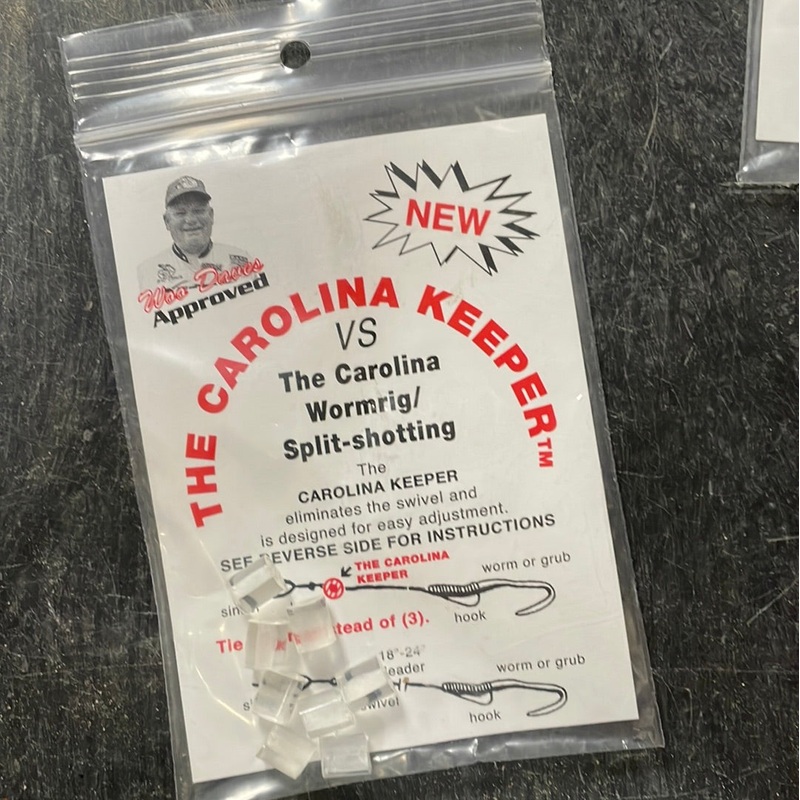 NEW
Woo Daves
Approved
THE CAROLINA KEEPER™
VS
The Carolina
Wormrig/
Split-shotting
The
CAROLINA KEEPER
eliminates the swivel and
is designed for easy adjustment.
SEE REVERSE SIDE FOR INSTRUCTIONS
THE CAROLINA
KEEPER
worm or grub
hook
Tie
of (3).
18"-24"
leader
worm or grub
swivel
hook